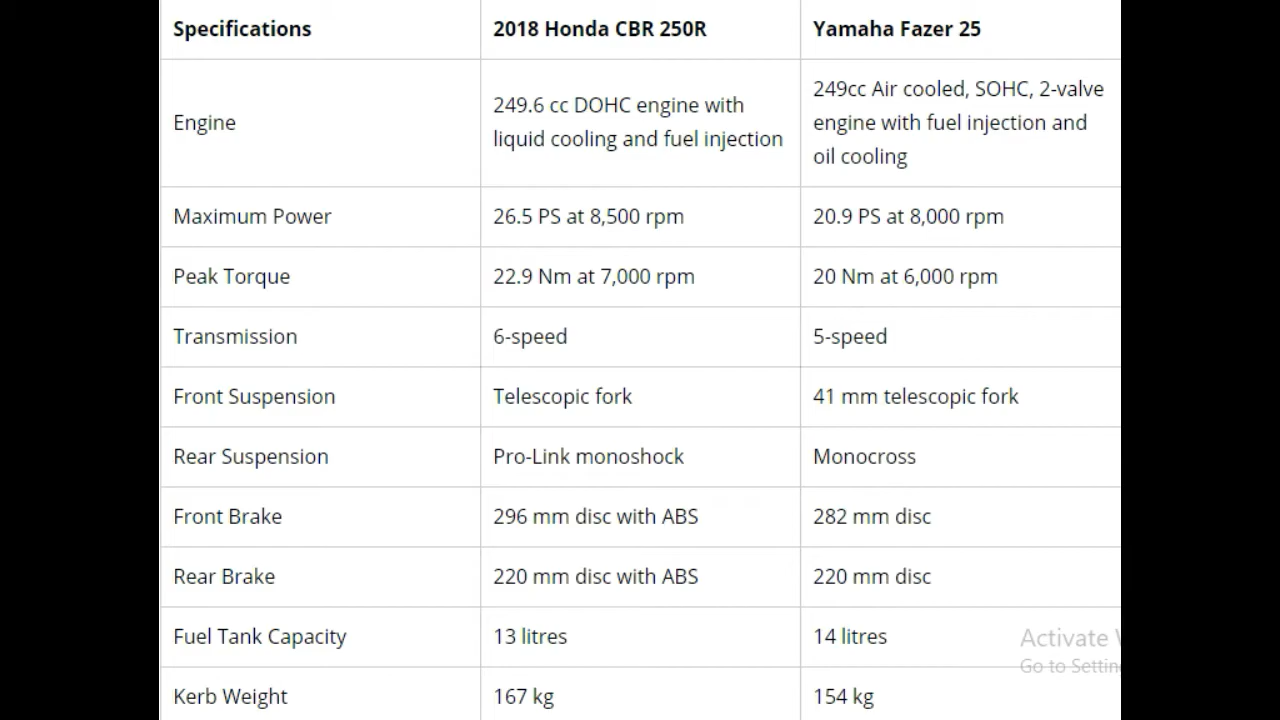 Specifications
2018 Honda CBR 250R
Yamaha Fazer 25
Engine
249.6 cc DOHC engine with
liquid cooling and fuel injection
249cc Air cooled, SOHC, 2-valve
engine with fuel injection and
oil cooling
Maximum Power
26.5 PS at 8,500 rpm
20.9 PS at 8,000 rpm
Peak Torque
22.9 Nm at 7,000 rpm
20 Nm at 6,000 rpm
Transmission
6-speed
5-speed
Front Suspension
Telescopic fork
41 mm telescopic fork
Rear Suspension
Pro-Link monoshock
Monocross
Front Brake
296 mm disc with ABS
282 mm disc
Rear Brake
220 mm disc with ABS
220 mm disc
Fuel Tank Capacity
13 litres
14 litres
Activate
Go to
Kerb Weight
167 kg
154 kg